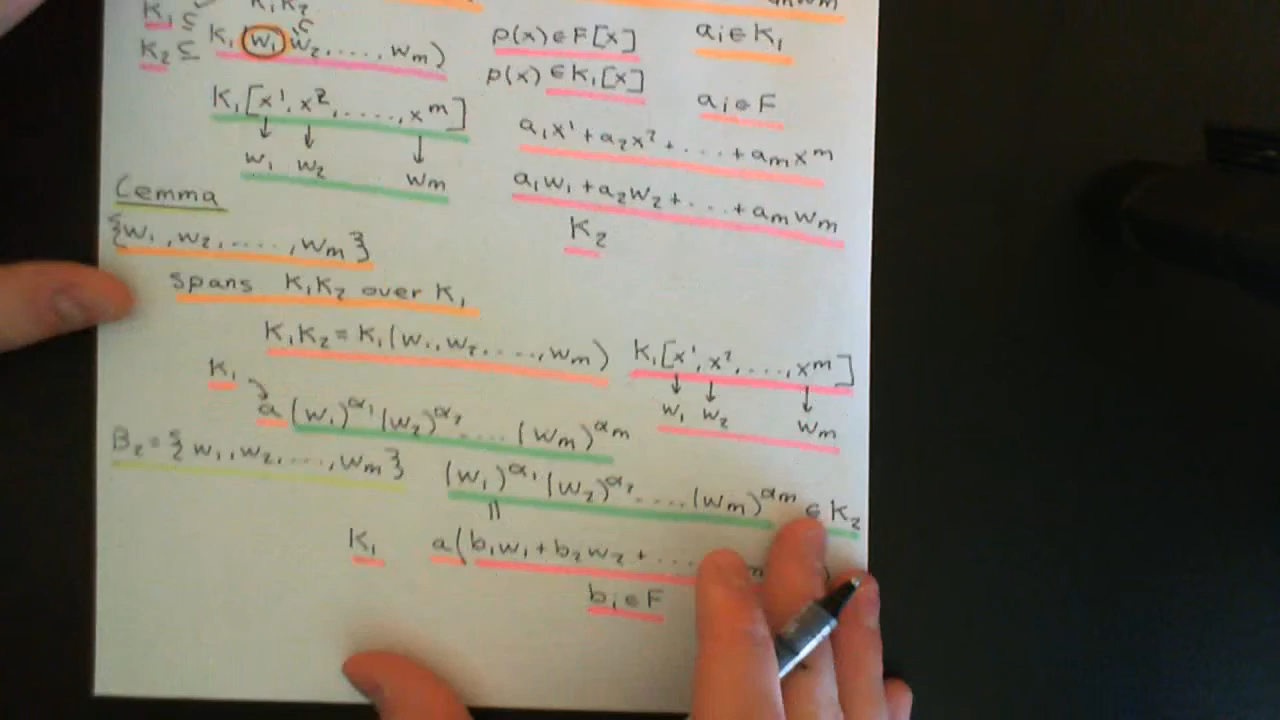 K₁ ⊆
K₂ ⊆ K₁(w₁, w₂, ...., wₘ)
p(x) ∈ F[x]
aᵢ ∈ K₁
p(x) ∈ K₁[x]
K₁[x¹, x², ...., xᵐ]
aᵢ ∈ F
↓ ↓ ↓
w₁ w₂ wₘ
a₁x¹ + a₂x² + ... + aₘxᵐ
a₁w₁ + a₂w₂ + ... + aₘwₘ
K₂
Lemma
{w₁, w₂, ...., wₘ}
spans K₁K₂ over K₁
K₁K₂ = K₁(w₁, w₂, ...., wₘ)
K₁[x¹, x², ...., xᵐ]
↓ ↓ ↓
w₁ w₂ wₘ
K₁
a(w₁)^α₁(w₂)^α₂ .... (wₘ)^αₘ
B₂ = {w₁, w₂, ..., wₘ}
(w₁)^α₁(w₂)^α₂ .... (wₘ)^αₘ ∈ K₂
=
K₁ a(b₁w₁ + b₂w₂ + ...
bᵢ ∈ F